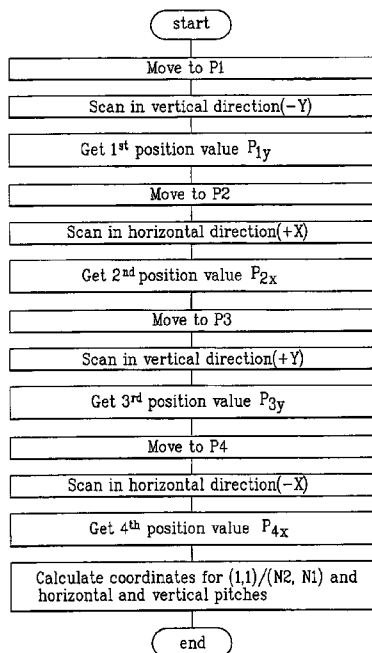 start
Move to P1
Scan in vertical direction(-Y)
Get 1st position value P1y
Move to P2
Scan in horizontal direction(+X)
Get 2nd position value P2x
Move to P3
Scan in vertical direction(+Y)
Get 3rd position value P3y
Move to P4
Scan in horizontal direction(-X)
Get 4th position value P4x
Calculate coordinates for (1,1)/(N2, N1) and
horizontal and vertical pitches
end